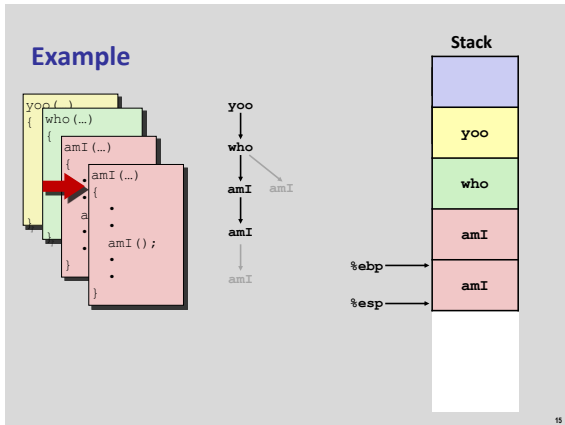 Example
yoo(…)
{
}
who(…)
{
}
amI(…)
{
•
•
a
•
•
}
amI(…)
{
•
•
amI();
•
•
}
yoo
who
amI amI
amI
amI
Stack
yoo
who
amI
%ebp
amI
%esp
15